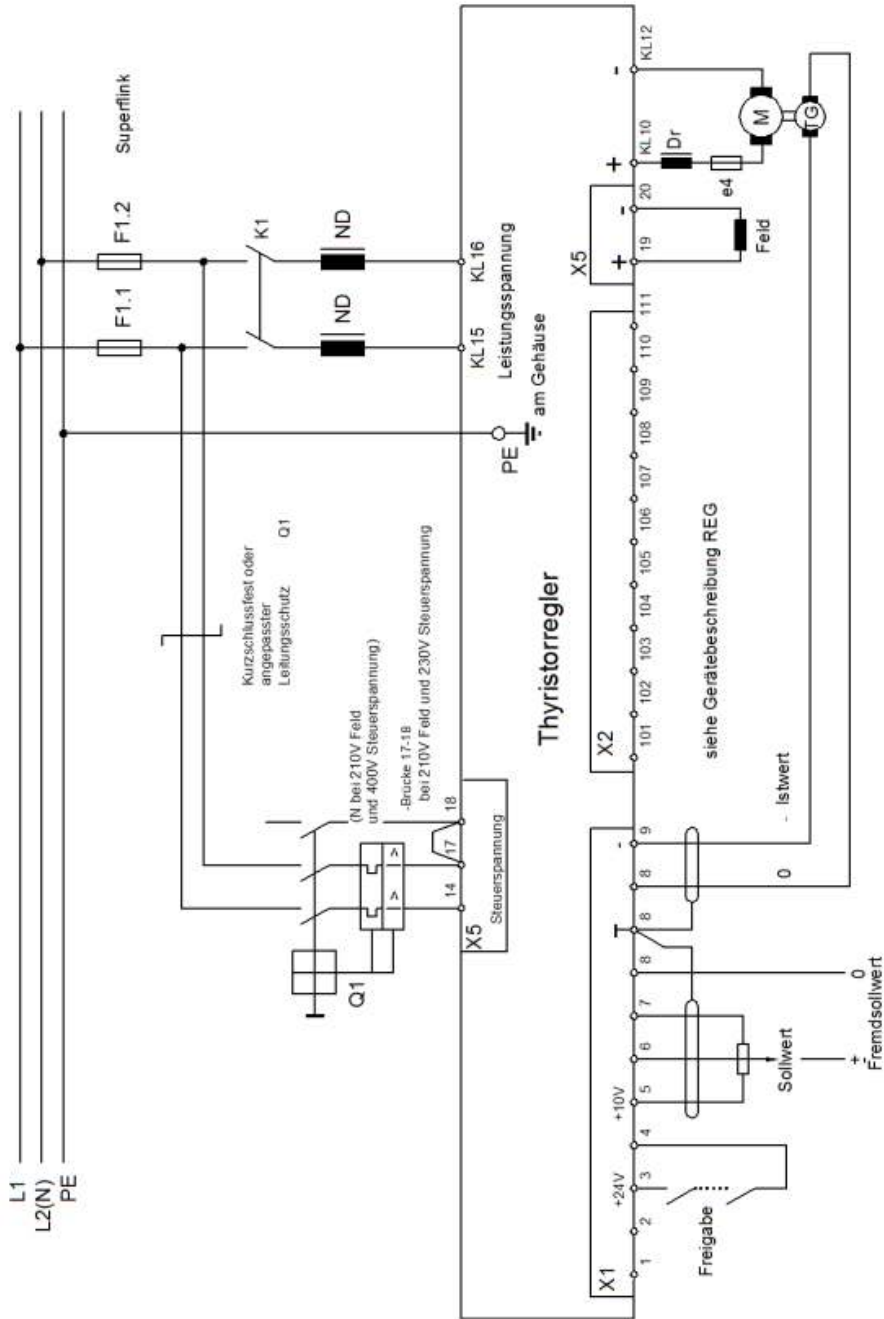 L1
L2(N)
PE
F1.1
F1.2
Superflink
K1
ND
ND
Kurzschlussfest oder
angepasster
Leitungsschutz
Q1
(N bei 210V Feld
und 400V Steuerspannung)
-Brücke 17-18
bei 210V Feld und 230V Steuerspannung
Q1
> >
14 17 18
X5
Steuerspannung
PE
am Gehäuse
KL15 KL16
Leistungsspannung
Thyristorregler
X1
+24V +10V -
1 2 3 4 5 6 7 8 8 8 9
X2
101 102 103 104 105 106 107 108 109 110 111
X5
+ - + -
19 20 KL10 KL12
siehe Gerätebeschreibung REG
Freigabe
Sollwert
+- 0
Fremdsollwert
0 - Istwert
Feld
Dr
e4
M
TG